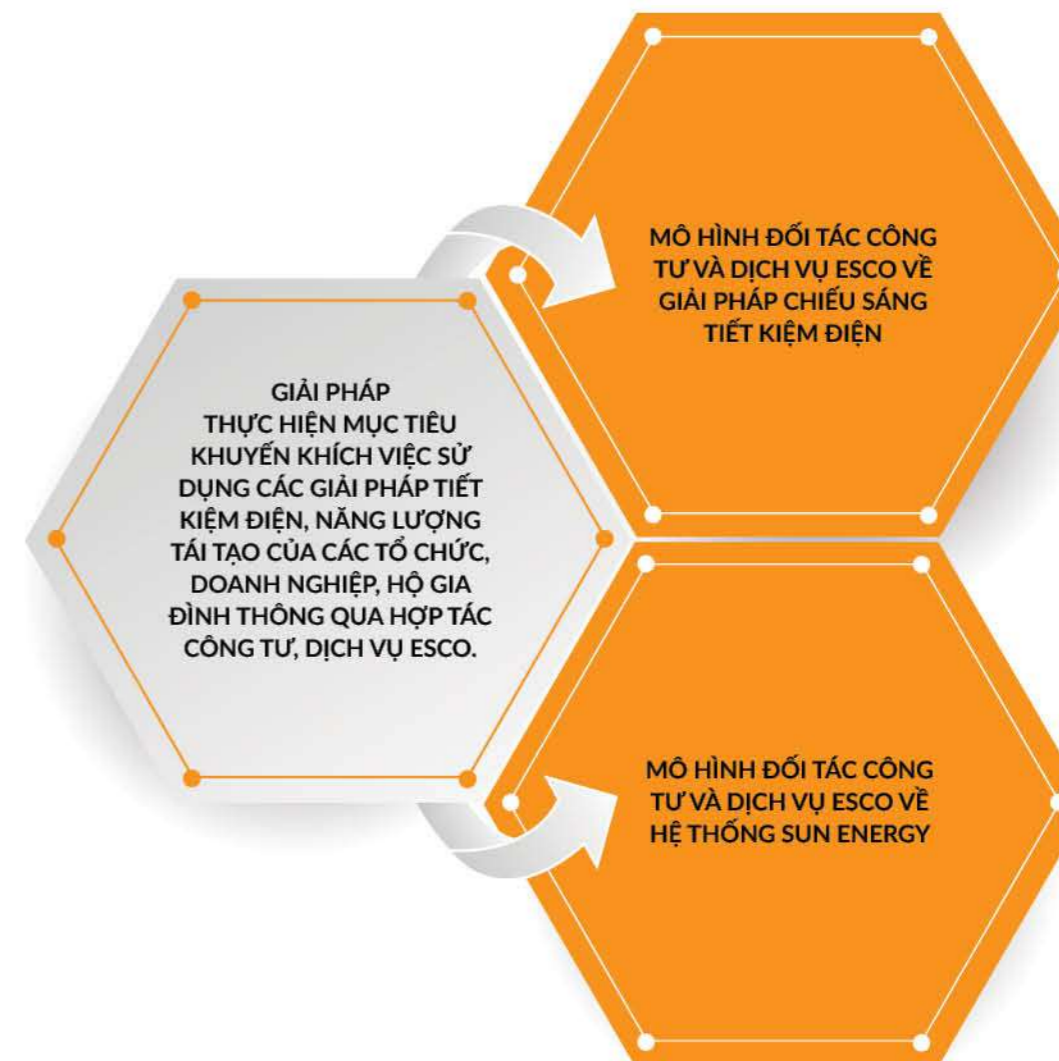 GIẢI PHÁP
THỰC HIỆN MỤC TIÊU
KHUYẾN KHÍCH VIỆC SỬ
DỤNG CÁC GIẢI PHÁP TIẾT
KIỆM ĐIỆN, NĂNG LƯỢNG
TÁI TẠO CỦA CÁC TỔ CHỨC,
DOANH NGHIỆP, HỘ GIA
ĐÌNH THÔNG QUA HỢP TÁC
CÔNG TƯ, DỊCH VỤ ESCO.
MÔ HÌNH ĐỐI TÁC CÔNG
TƯ VÀ DỊCH VỤ ESCO VỀ
GIẢI PHÁP CHIẾU SÁNG
TIẾT KIỆM ĐIỆN
MÔ HÌNH ĐỐI TÁC CÔNG
TƯ VÀ DỊCH VỤ ESCO VỀ
HỆ THỐNG SUN ENERGY